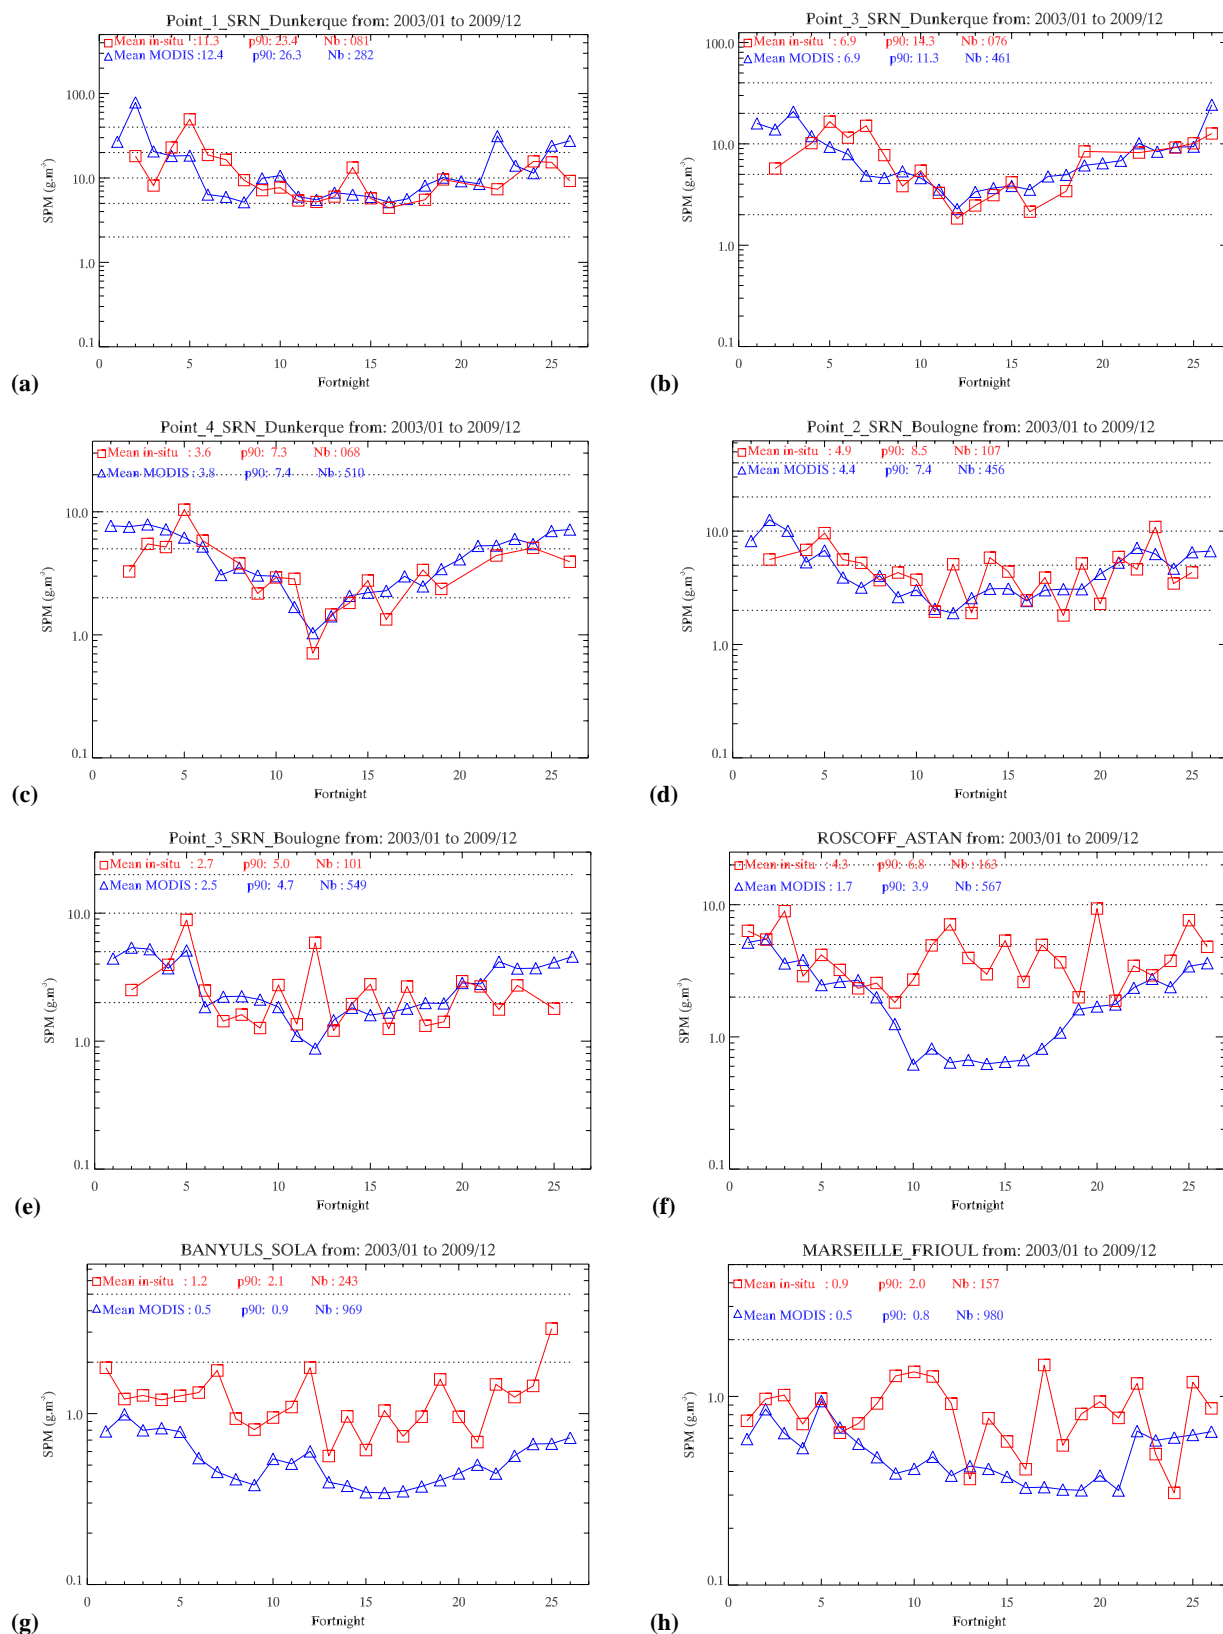 Point_1_SRN_Dunkerque from: 2003/01 to 2009/12
Mean in-situ : 11.3 p90: 23.4 Nb : 081
Mean MODIS : 12.4 p90: 26.3 Nb : 282
100.0
10.0
1.0
0.1
SPM (g.m⁻³)
0 5 10 15 20 25
Fortnight
(a)
Point_3_SRN_Dunkerque from: 2003/01 to 2009/12
Mean in-situ : 6.9 p90: 14.3 Nb : 076
Mean MODIS : 6.9 p90: 11.3 Nb : 461
100.0
10.0
1.0
0.1
SPM (g.m⁻³)
0 5 10 15 20 25
Fortnight
(b)
Point_4_SRN_Dunkerque from: 2003/01 to 2009/12
Mean in-situ : 3.6 p90: 7.3 Nb : 068
Mean MODIS : 3.8 p90: 7.4 Nb : 510
10.0
1.0
0.1
SPM (g.m⁻³)
0 5 10 15 20 25
Fortnight
(c)
Point_2_SRN_Boulogne from: 2003/01 to 2009/12
Mean in-situ : 4.9 p90: 8.5 Nb : 107
Mean MODIS : 4.4 p90: 7.4 Nb : 456
10.0
1.0
0.1
SPM (g.m⁻³)
0 5 10 15 20 25
Fortnight
(d)
Point_3_SRN_Boulogne from: 2003/01 to 2009/12
Mean in-situ : 2.7 p90: 5.0 Nb : 101
Mean MODIS : 2.5 p90: 4.7 Nb : 549
10.0
1.0
0.1
SPM (g.m⁻³)
0 5 10 15 20 25
Fortnight
(e)
ROSCOFF_ASTAN from: 2003/01 to 2009/12
Mean in-situ : 4.3 p90: 6.8 Nb : 163
Mean MODIS : 1.7 p90: 3.9 Nb : 567
10.0
1.0
0.1
SPM (g.m⁻³)
0 5 10 15 20 25
Fortnight
(f)
BANYULS_SOLA from: 2003/01 to 2009/12
Mean in-situ : 1.2 p90: 2.1 Nb : 243
Mean MODIS : 0.5 p90: 0.9 Nb : 969
1.0
0.1
SPM (g.m⁻³)
0 5 10 15 20 25
Fortnight
(g)
MARSEILLE_FRIOUL from: 2003/01 to 2009/12
Mean in-situ : 0.9 p90: 2.0 Nb : 157
Mean MODIS : 0.5 p90: 0.8 Nb : 980
1.0
0.1
SPM (g.m⁻³)
0 5 10 15 20 25
Fortnight
(h)